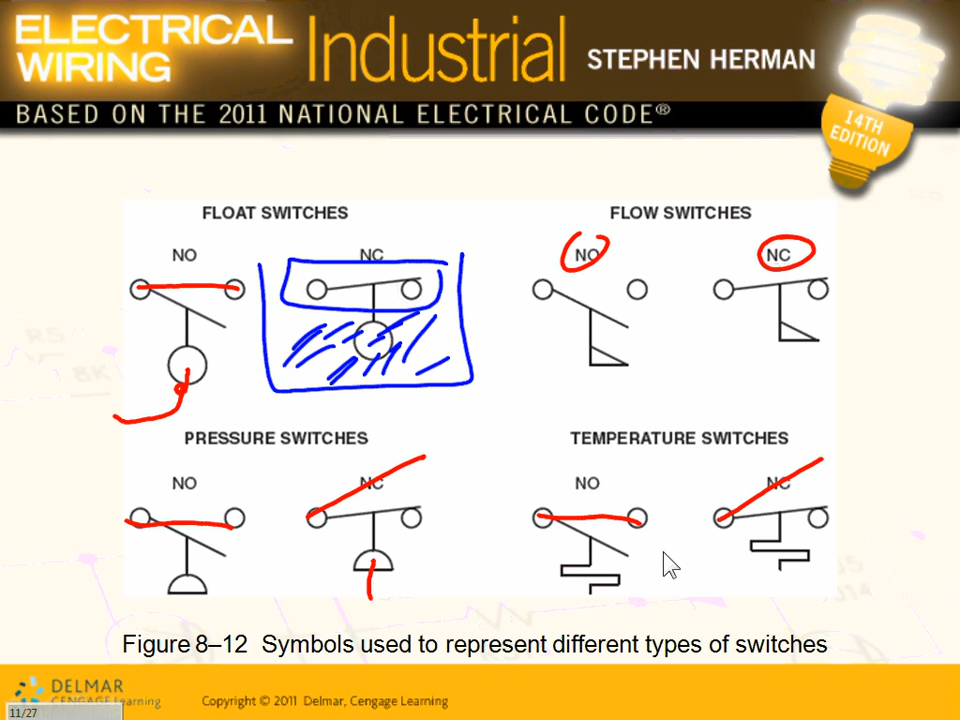 ELECTRICAL
WIRING
Industrial
STEPHEN HERMAN
BASED ON THE 2011 NATIONAL ELECTRICAL CODE®
14TH
EDITION
FLOAT SWITCHES
FLOW SWITCHES
NO
NC
NO
NC
PRESSURE SWITCHES
TEMPERATURE SWITCHES
NO
NC
NO
NC
Figure 8–12 Symbols used to represent different types of switches
DELMAR
CENGAGE Learning
Copyright © 2011 Delmar, Cengage Learning
11/27